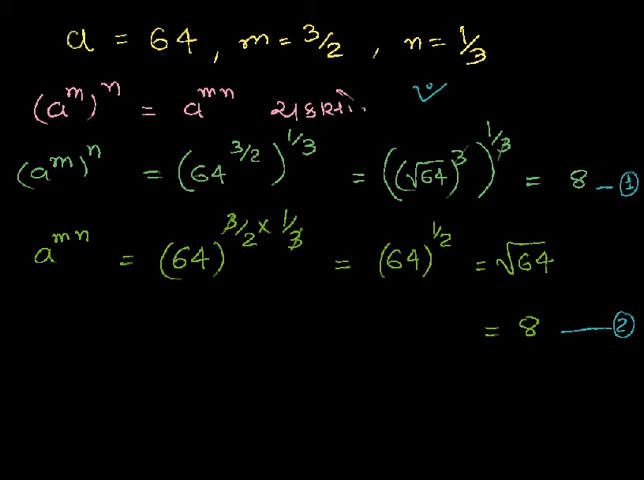 a = 64, m = 3/2, n = 1/3
(a^m)^n = a^mn ચકાસો.
(a^m)^n = (64^3/2)^1/3 = ((√64)^3)^1/3 = 8 — ①
a^mn = (64)^3/2 × 1/3 = (64)^1/2 = √64
= 8 — ②